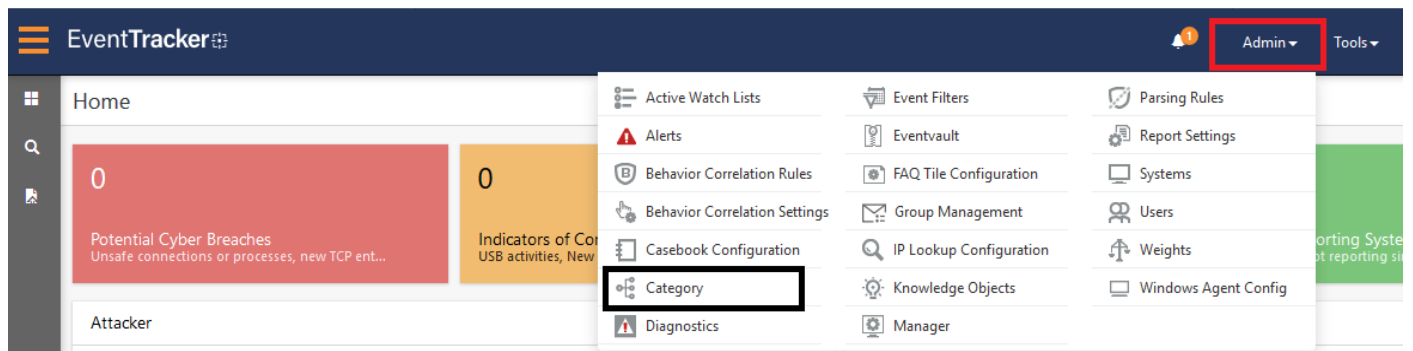 EventTracker
1
Admin
Tools
Home
Active Watch Lists
Event Filters
Parsing Rules
Alerts
Eventvault
Report Settings
Behavior Correlation Rules
FAQ Tile Configuration
Systems
Behavior Correlation Settings
Group Management
Users
Casebook Configuration
IP Lookup Configuration
Weights
Category
Knowledge Objects
Windows Agent Config
Diagnostics
Manager
0
Potential Cyber Breaches
Unsafe connections or processes, new TCP ent...
0
Indicators of Co
USB activities, New
orting Syste
ot reporting si
Attacker